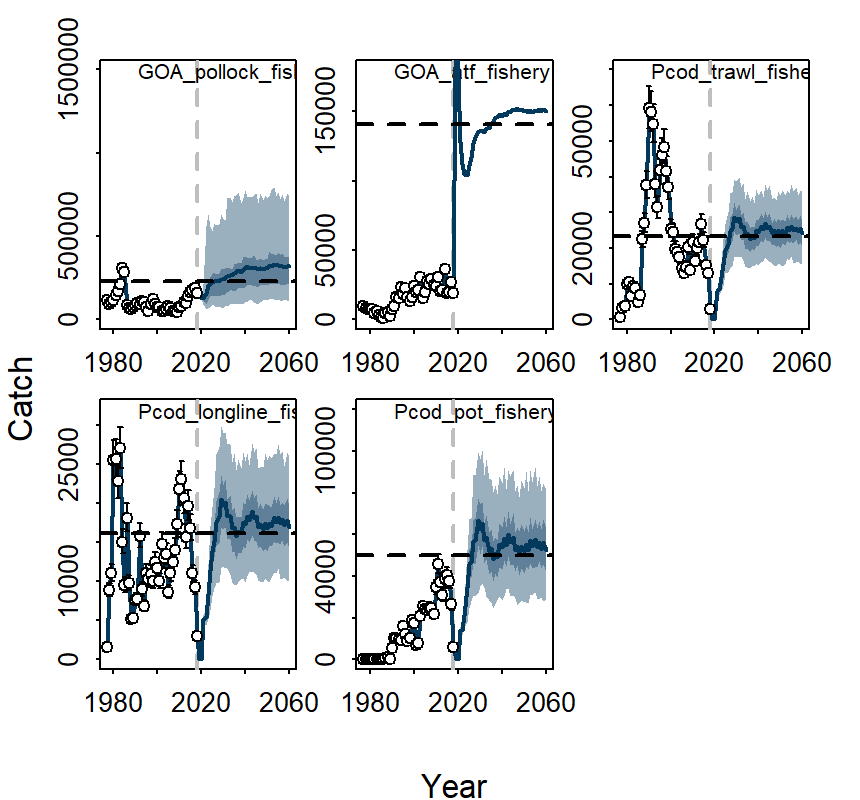 GOA_pollock_fish
GOA_atf_fishery
Pcod_trawl_fishe
1500000
500000
0
150000
50000
0
50000
20000
0
1980 2020 2060
1980 2020 2060
1980 2020 2060
Catch
Pcod_longline_fis
Pcod_pot_fishery
25000
10000
0
100000
40000
0
1980 2020 2060
1980 2020 2060
Year